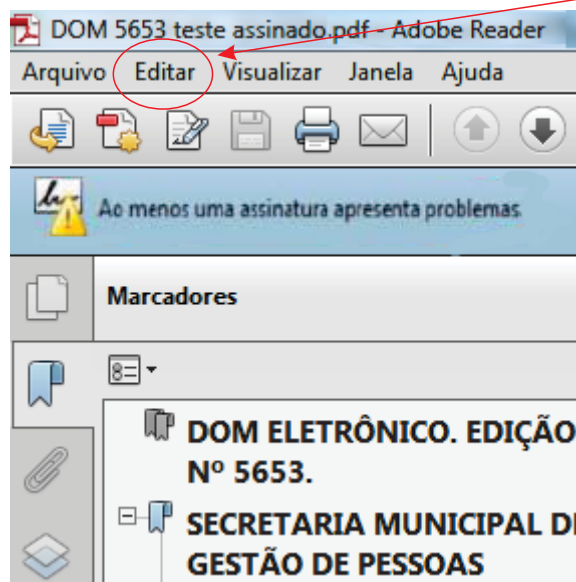 DOM 5653 teste assinado.pdf - Adobe Reader
Arquivo Editar Visualizar Janela Ajuda
Ao menos uma assinatura apresenta problemas.
Marcadores
DOM ELETRÔNICO. EDIÇÃO
Nº 5653.
SECRETARIA MUNICIPAL DE
GESTÃO DE PESSOAS